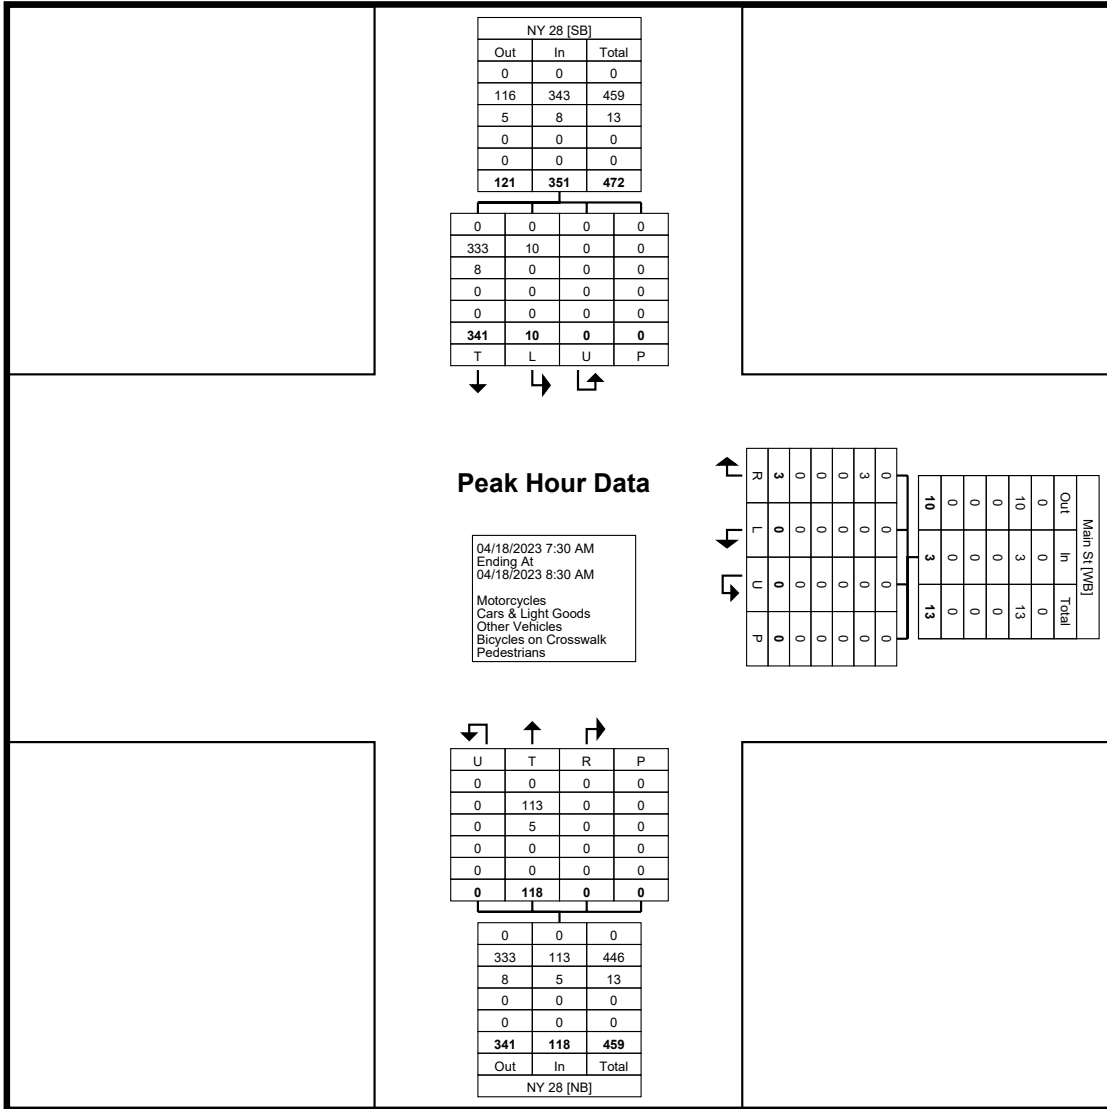 NY 28 [SB]
Out In Total
0 0 0
116 343 459
5 8 13
0 0 0
0 0 0
121 351 472
0 0 0 0
333 10 0 0
8 0 0 0
0 0 0 0
0 0 0 0
341 10 0 0
T L U P
Peak Hour Data
04/18/2023 7:30 AM
Ending At
04/18/2023 8:30 AM
Motorcycles
Cars & Light Goods
Other Vehicles
Bicycles on Crosswalk
Pedestrians
Main St [WB]
Out In Total
0 0 0
10 3 13
0 0 0
0 0 0
0 0 0
10 3 13
0 0 0 0
3 0 0 0
0 0 0 0
0 0 0 0
0 0 0 0
3 0 0 0
R L U P
U T R P
0 0 0 0
0 113 0 0
0 5 0 0
0 0 0 0
0 0 0 0
0 118 0 0
0 0 0
333 113 446
8 5 13
0 0 0
0 0 0
341 118 459
Out In Total
NY 28 [NB]